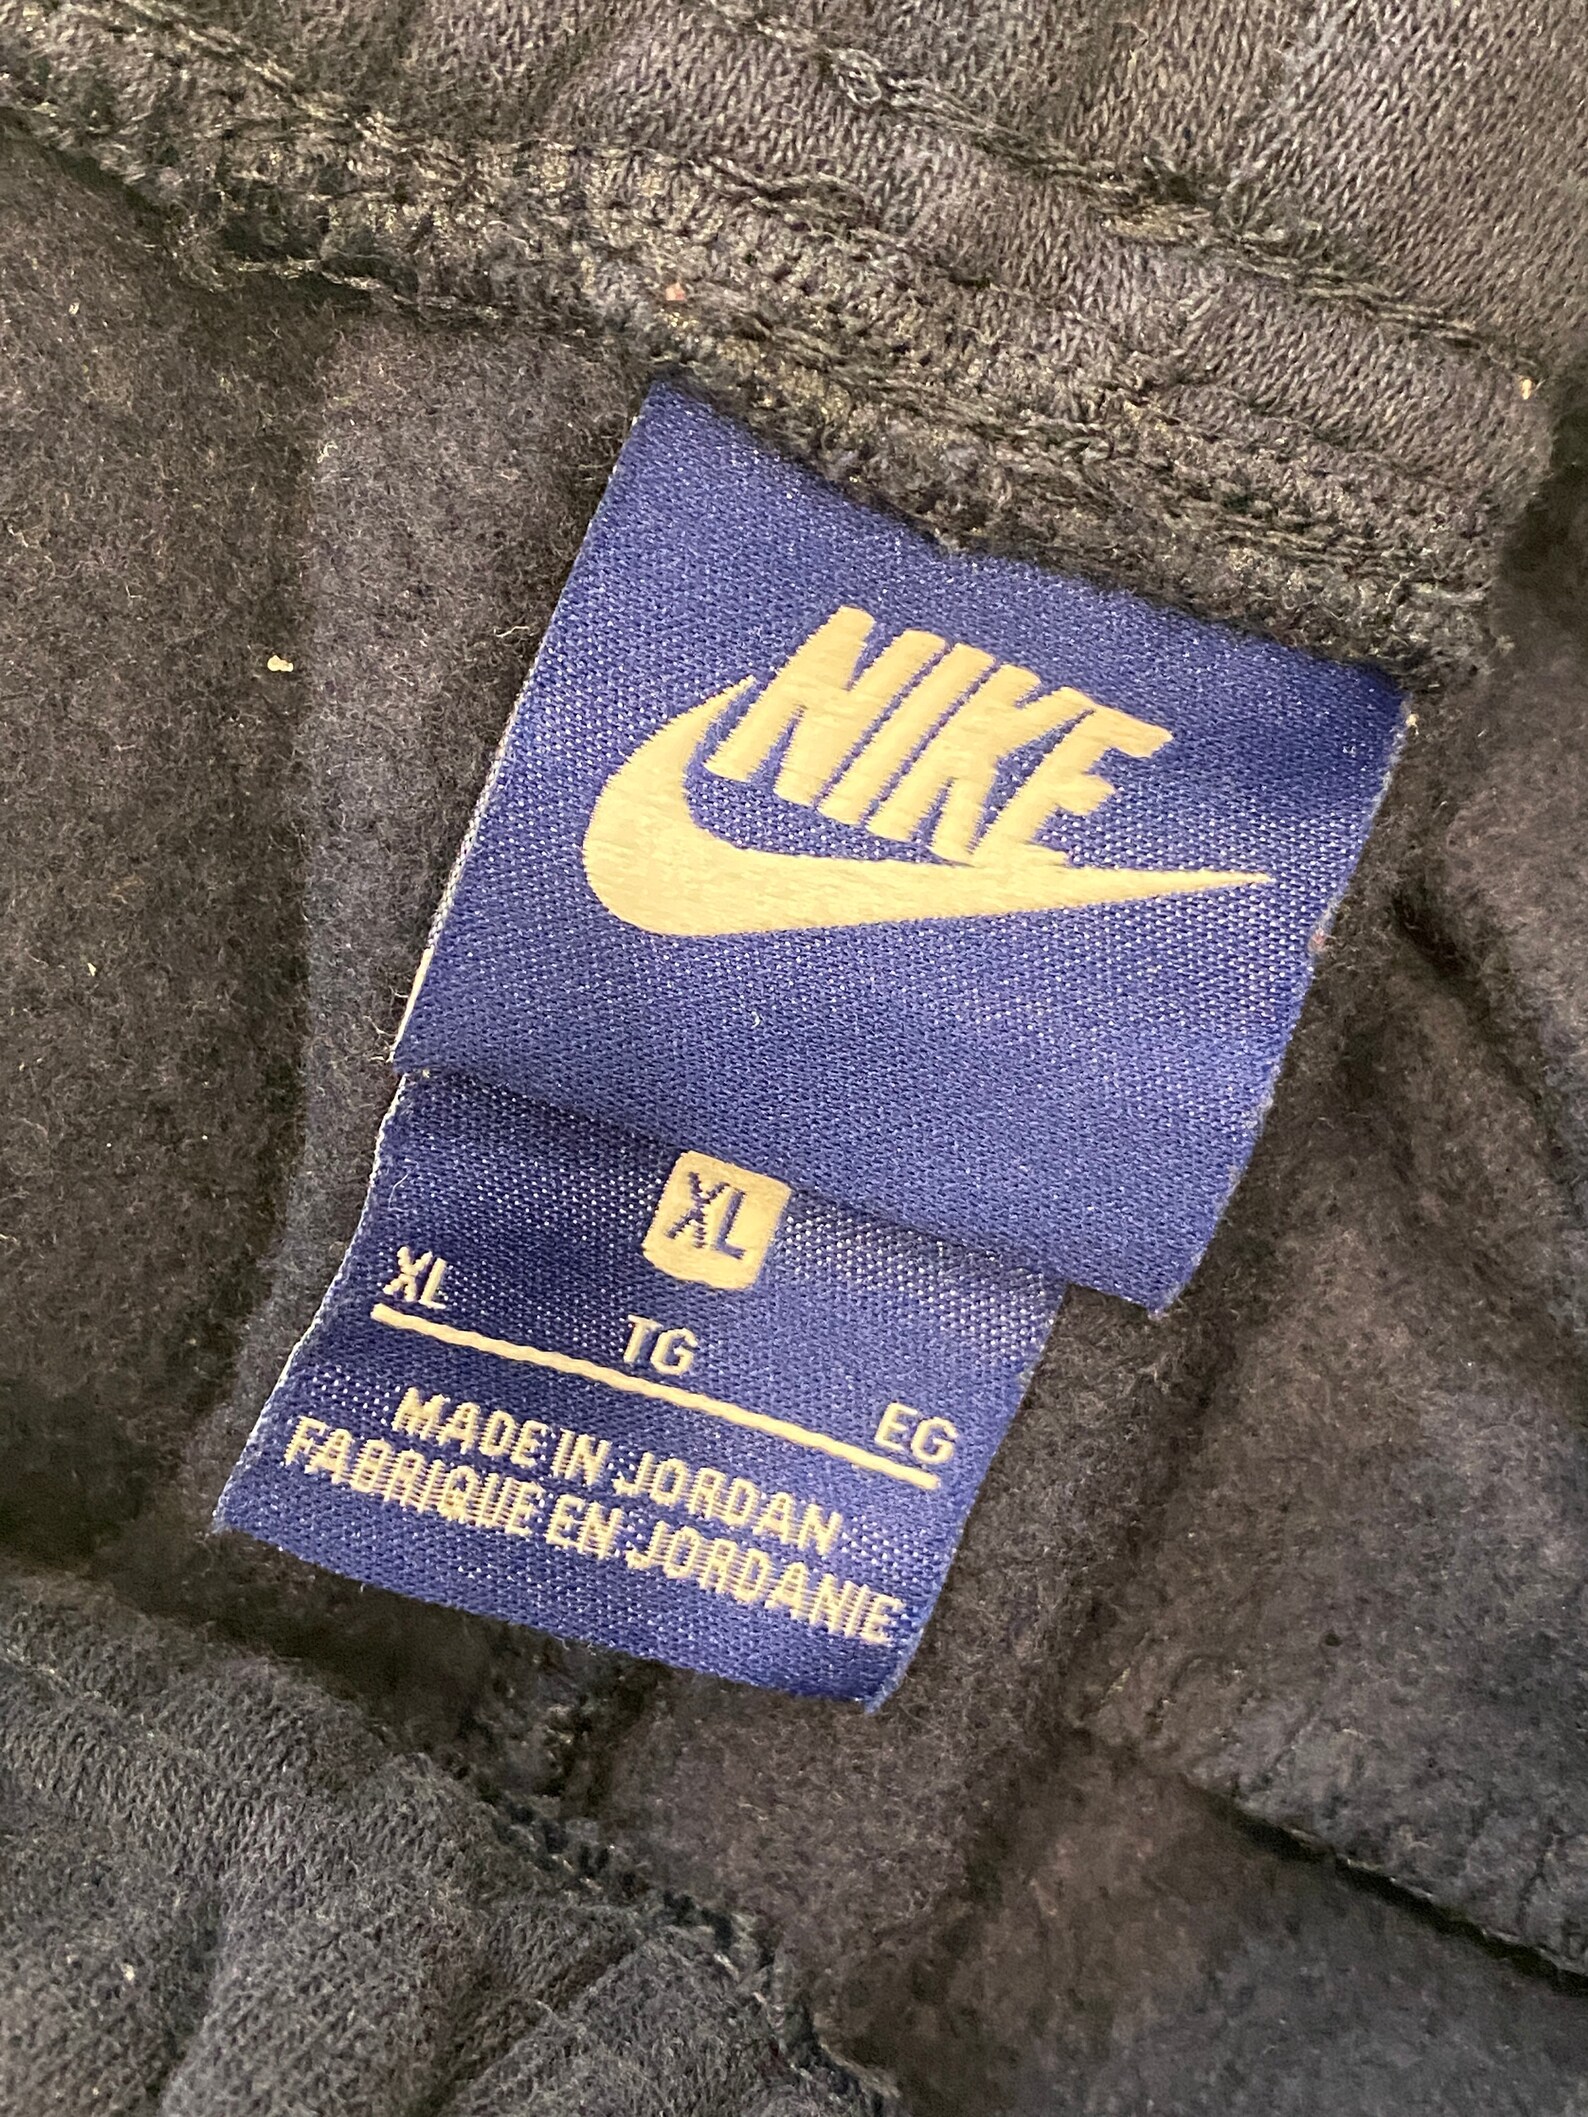 NIKE
XL
XL TG EG
MADE IN JORDAN
FABRIQUE EN JORDANIE